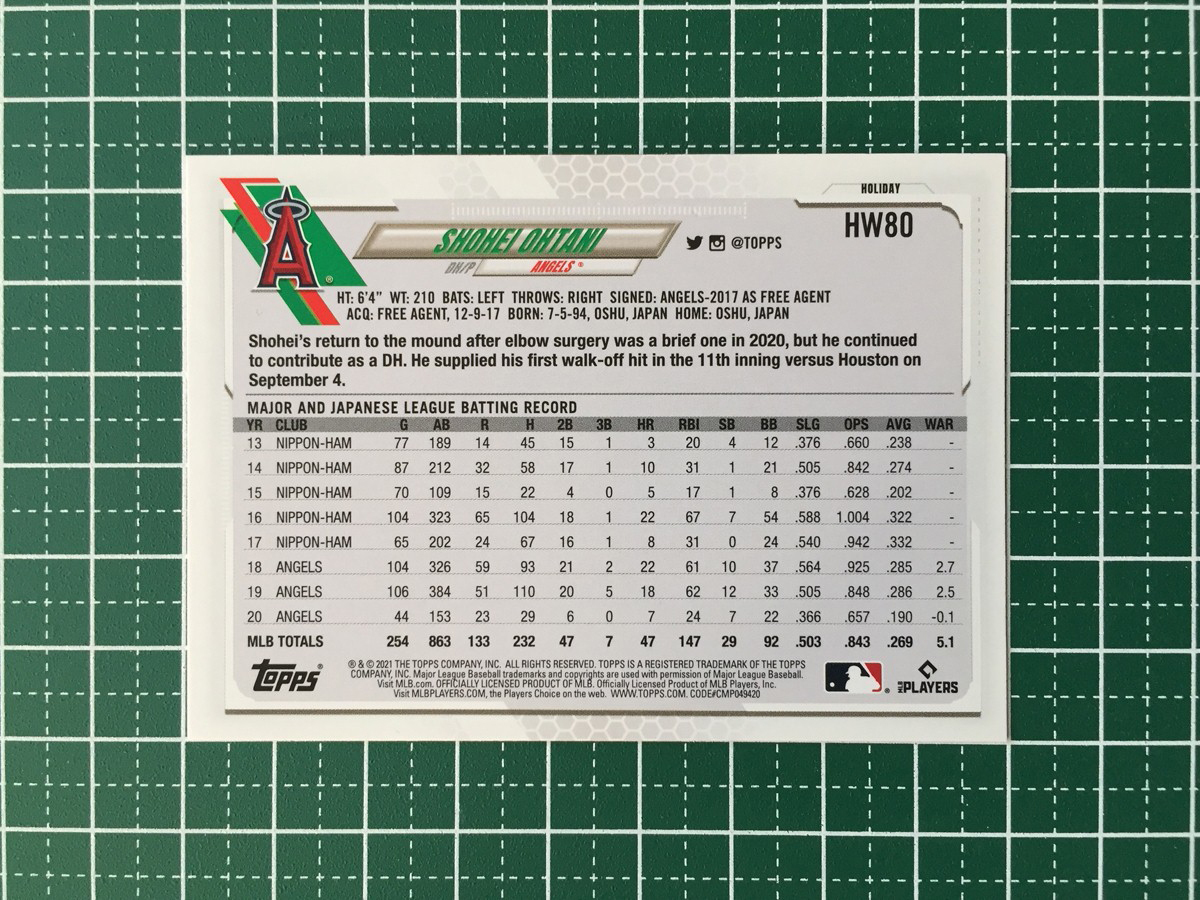 HOLIDAY
HW80
A
SHOHEI OHTANI
@TOPPS
DH/P ANGELS®
HT: 6'4" WT: 210 BATS: LEFT THROWS: RIGHT SIGNED: ANGELS-2017 AS FREE AGENT
ACQ: FREE AGENT, 12-9-17 BORN: 7-5-94, OSHU, JAPAN HOME: OSHU, JAPAN
Shohei's return to the mound after elbow surgery was a brief one in 2020, but he continued
to contribute as a DH. He supplied his first walk-off hit in the 11th inning versus Houston on
September 4.
MAJOR AND JAPANESE LEAGUE BATTING RECORD
YR CLUB G AB R H 2B 3B HR RBI SB BB SLG OPS AVG WAR
13 NIPPON-HAM 77 189 14 45 15 1 3 20 4 12 .376 .660 .238 -
14 NIPPON-HAM 87 212 32 58 17 1 10 31 1 21 .505 .842 .274 -
15 NIPPON-HAM 70 109 15 22 4 0 5 17 1 8 .376 .628 .202 -
16 NIPPON-HAM 104 323 65 104 18 1 22 67 7 54 .588 1.004 .322 -
17 NIPPON-HAM 65 202 24 67 16 1 8 31 0 24 .540 .942 .332 -
18 ANGELS 104 326 59 93 21 2 22 61 10 37 .564 .925 .285 2.7
19 ANGELS 106 384 51 110 20 5 18 62 12 33 .505 .848 .286 2.5
20 ANGELS 44 153 23 29 6 0 7 24 7 22 .366 .657 .190 -0.1
MLB TOTALS 254 863 133 232 47 7 47 147 29 92 .503 .843 .269 5.1
Topps®
® & © 2021 THE TOPPS COMPANY, INC. ALL RIGHTS RESERVED. TOPPS IS A REGISTERED TRADEMARK OF THE TOPPS
COMPANY, INC. Major League Baseball trademarks and copyrights are used with permission of Major League Baseball.
Visit MLB.com. OFFICIALLY LICENSED PRODUCT OF MLB. Officially Licensed Product of MLB Players, Inc.
Visit MLBPLAYERS.COM, the Players Choice on the web. WWW.TOPPS.COM. CODE#CMP049420
MLB PLAYERS